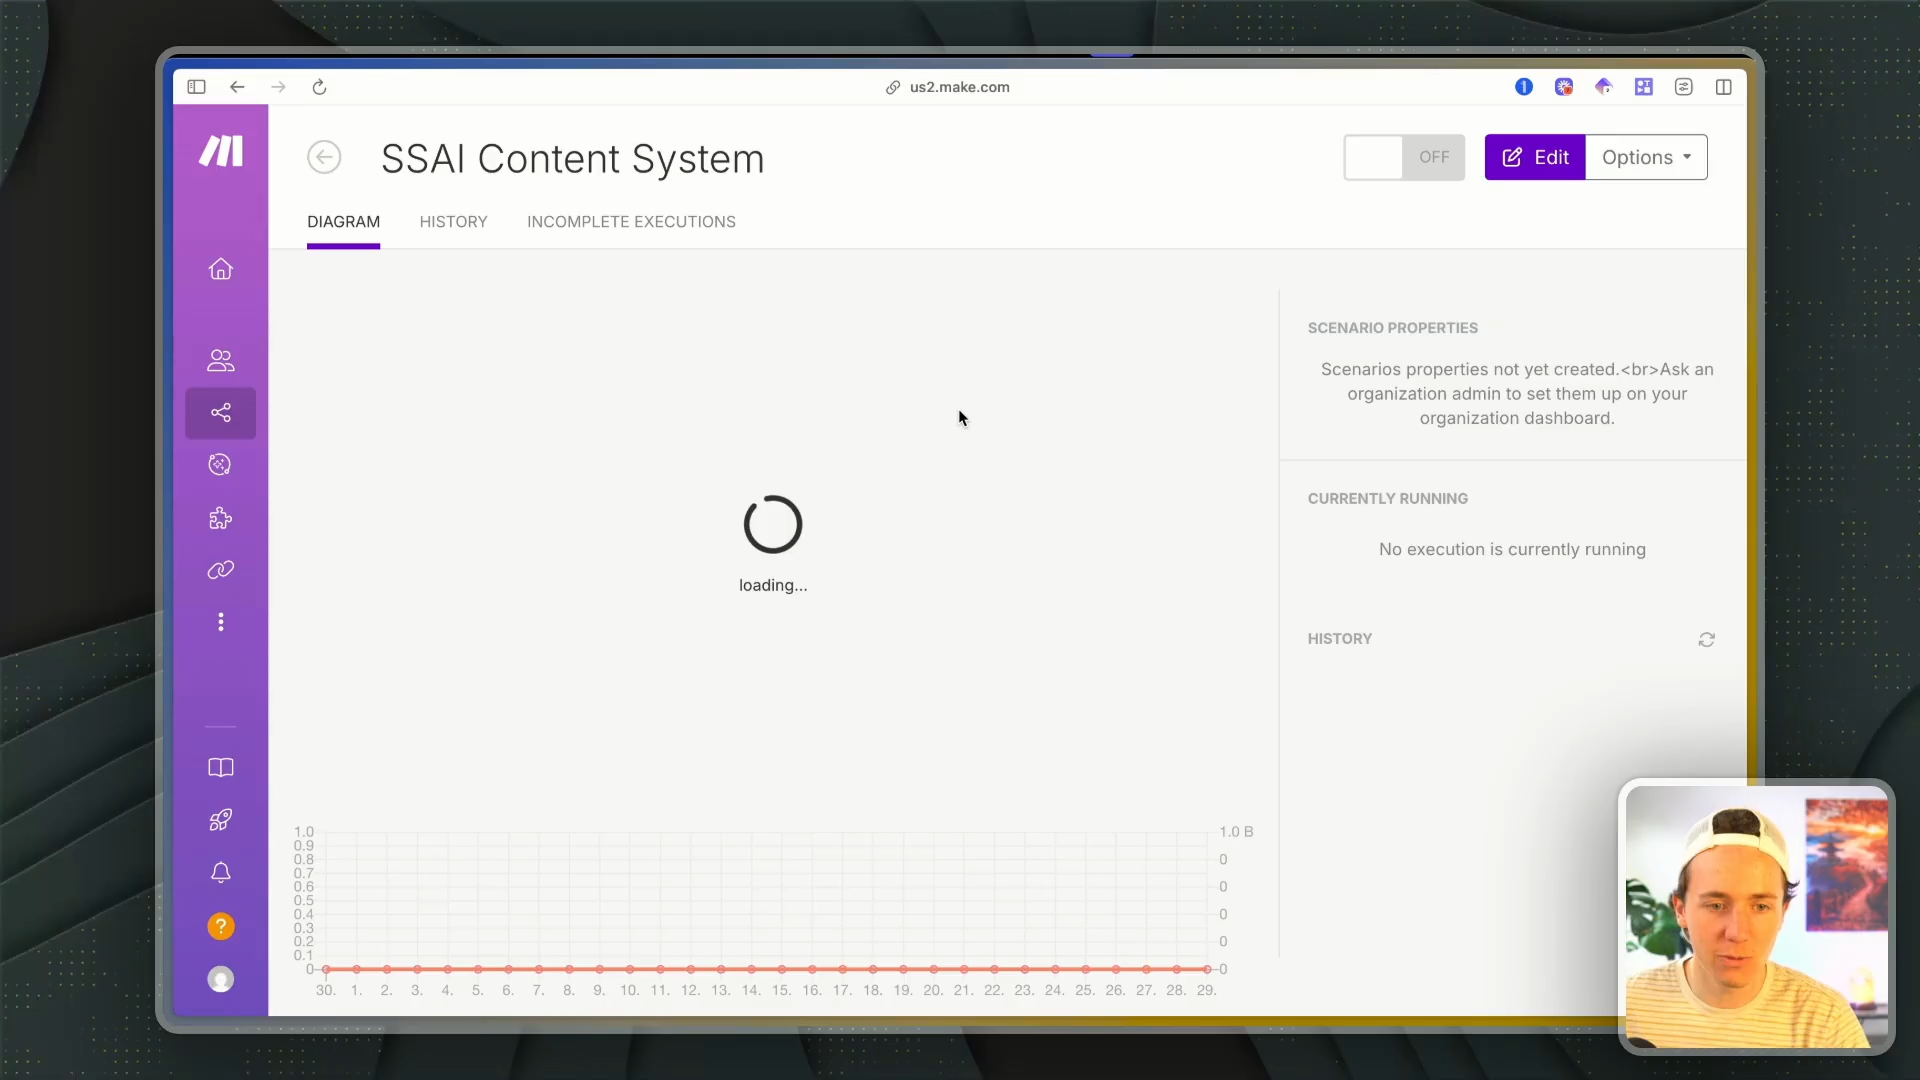 us2.make.com
SSAI Content System
OFF
Edit
Options
DIAGRAM
HISTORY
INCOMPLETE EXECUTIONS
SCENARIO PROPERTIES
Scenarios properties not yet created.<br>Ask an
organization admin to set them up on your
organization dashboard.
CURRENTLY RUNNING
No execution is currently running
loading...
HISTORY
?
1.0
0.9
0.8
0.7
0.6
0.5
0.4
0.3
0.2
0.1
0
1.0 B
0
0
0
0
0
30. 1. 2. 3. 4. 5. 6. 7. 8. 9. 10. 11. 12. 13. 14. 15. 16. 17. 18. 19. 20. 21. 22. 23. 24. 25. 26. 27. 28. 29.